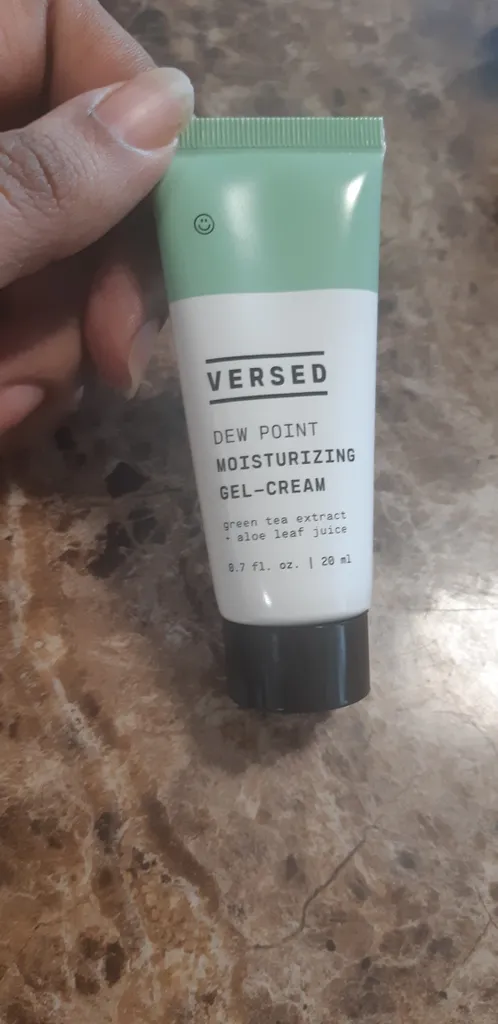 VERSED
DEW POINT
MOISTURIZING
GEL-CREAM
green tea extract
+ aloe leaf juice
0.7 fl. oz. | 20 ml